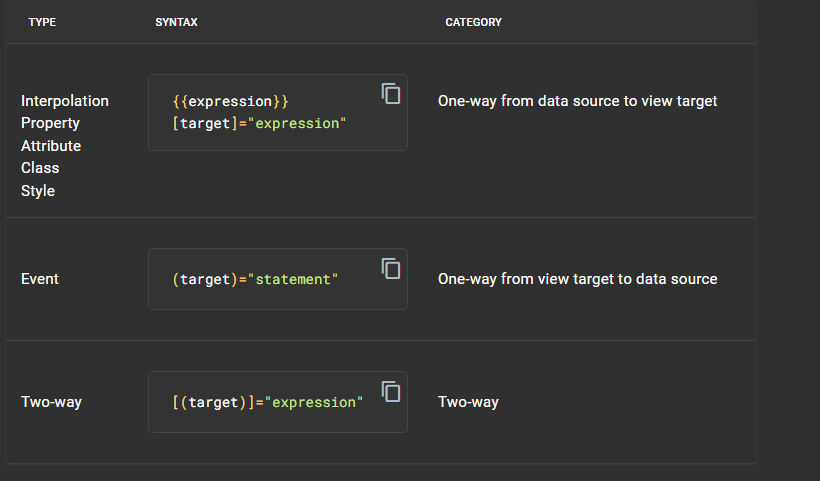 TYPE SYNTAX CATEGORY
Interpolation {{expression}} One-way from data source to view target
Property [target]="expression"
Attribute
Class
Style
Event (target)="statement" One-way from view target to data source
Two-way [(target)]="expression" Two-way